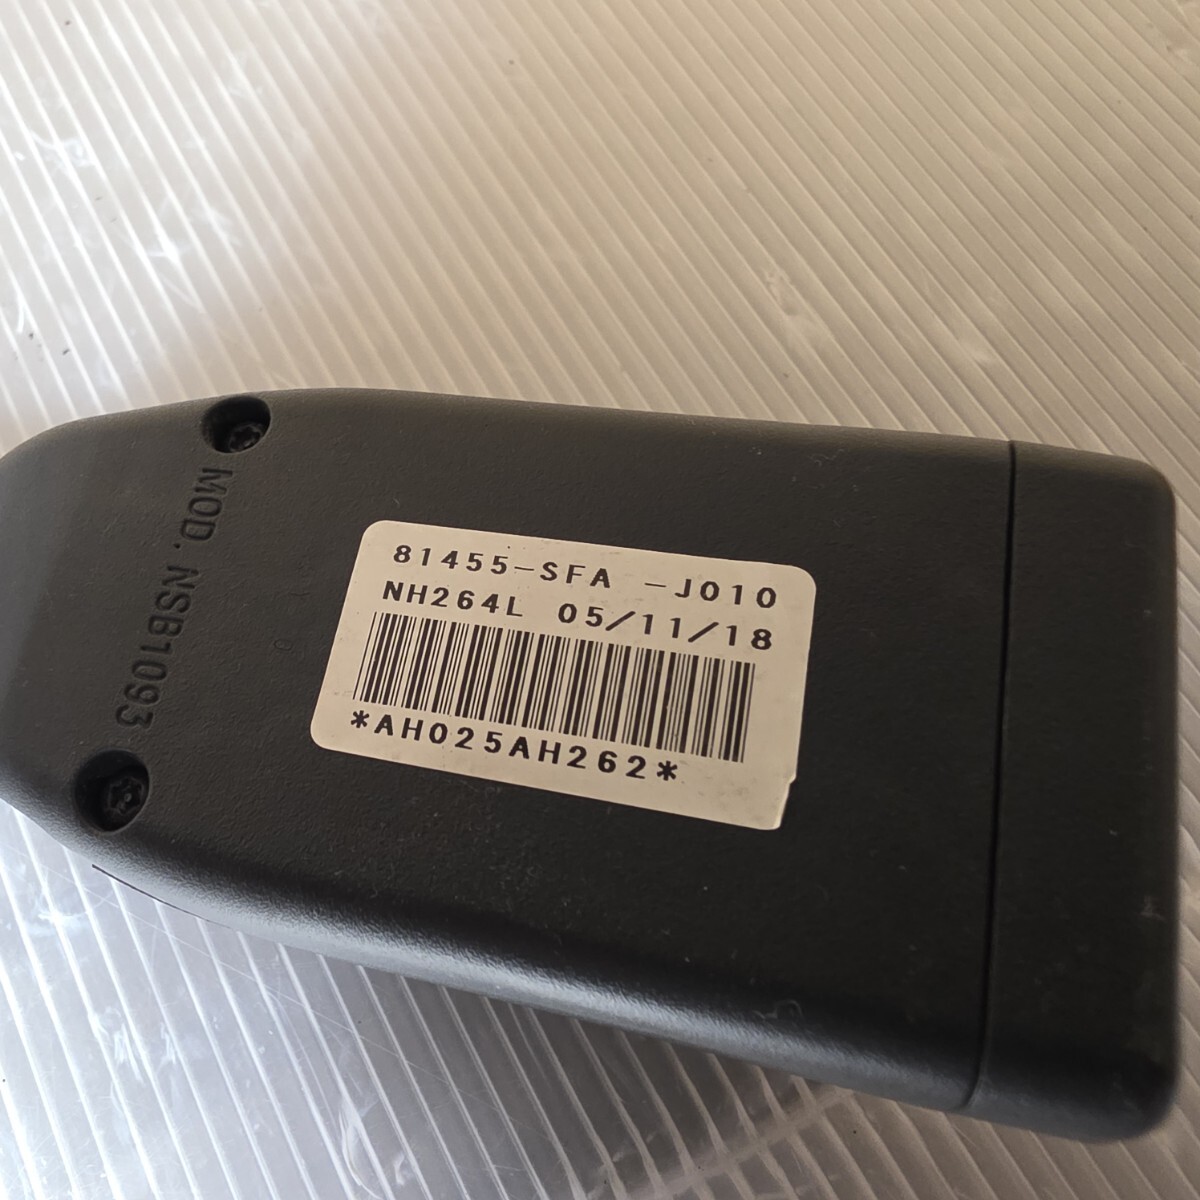 MOD. NSB1093
81455-SFA -J010
NH264L 05/11/18
*AH025AH262*